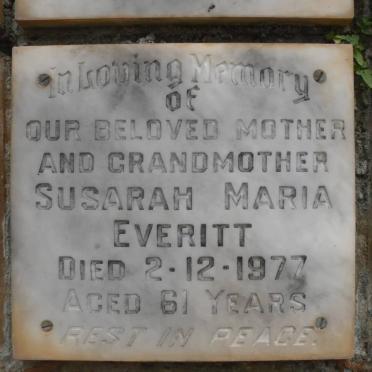 In Loving Memory
of
OUR BELOVED MOTHER
AND GRANDMOTHER
SUSARAH MARIA
EVERITT
DIED 2-12-1977
AGED 61 YEARS
REST IN PEACE.